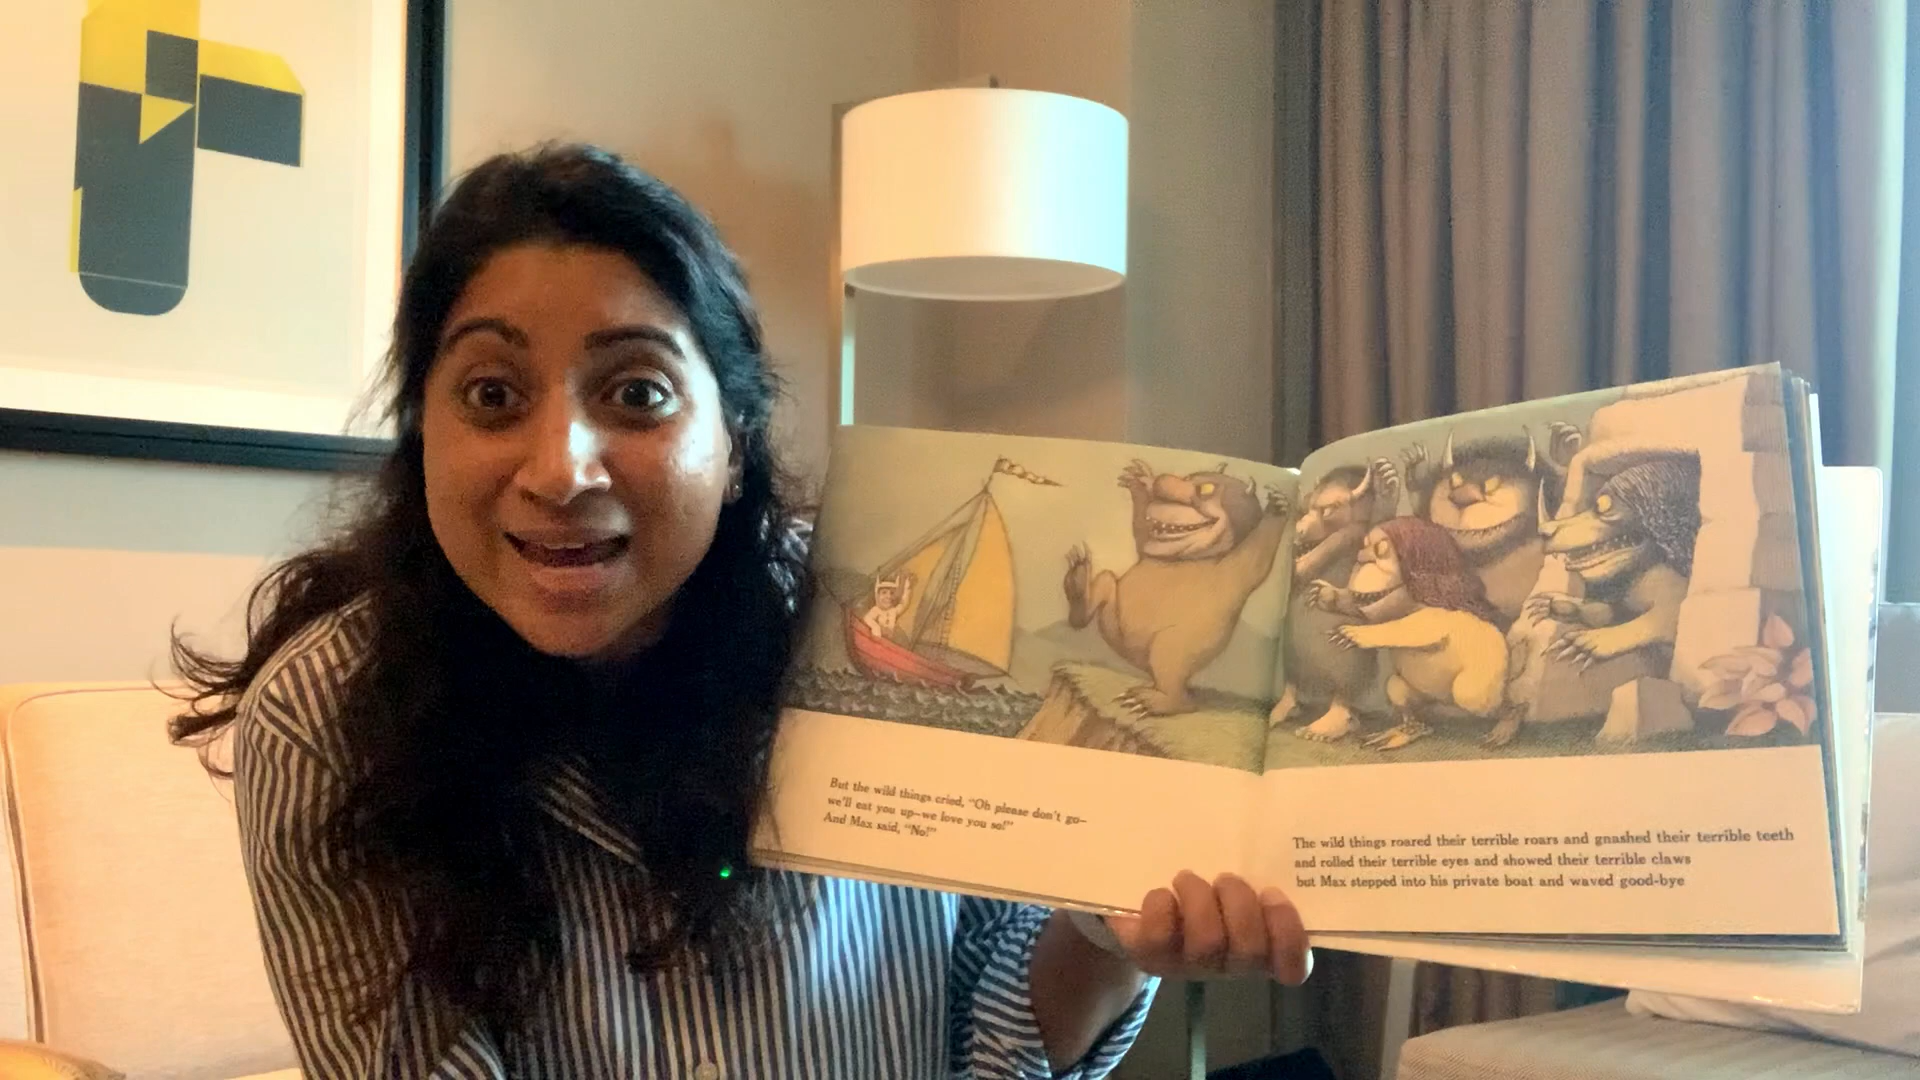 But the wild things cried, "Oh please don't go—
we'll eat you up—we love you so!"
And Max said, "No!"
The wild things roared their terrible roars and gnashed their terrible teeth
and rolled their terrible eyes and showed their terrible claws
but Max stepped into his private boat and waved good-bye